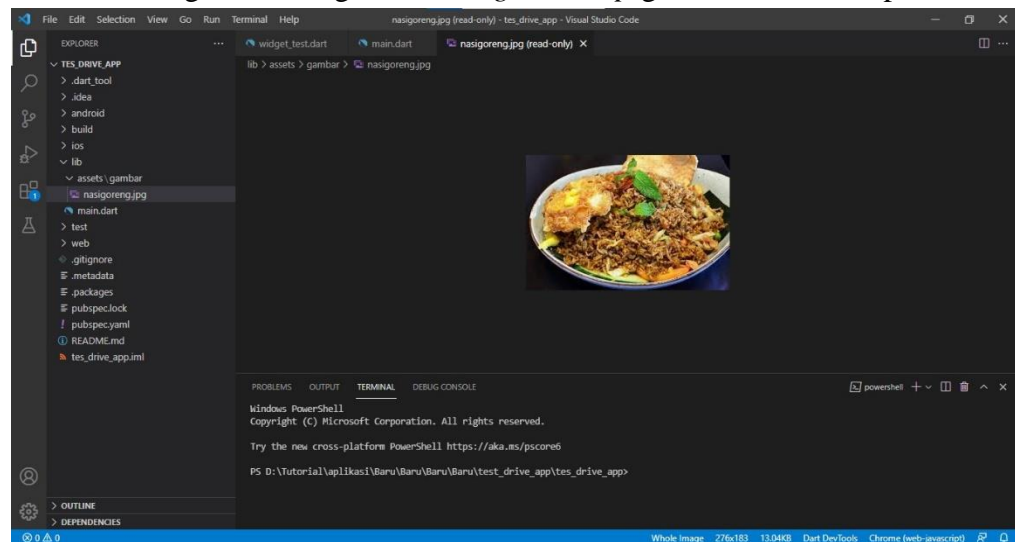 File Edit Selection View Go Run Terminal Help
nasigoreng.jpg (read-only) - tes_drive_app - Visual Studio Code
EXPLORER
widget_test.dart
main.dart
nasigoreng.jpg (read-only)
TES_DRIVE_APP
lib > assets > gambar > nasigoreng.jpg
.dart_tool
.idea
android
build
ios
lib
assets \ gambar
nasigoreng.jpg
main.dart
test
web
.gitignore
.metadata
.packages
pubspec.lock
pubspec.yaml
README.md
tes_drive_app.iml
OUTLINE
DEPENDENCIES
PROBLEMS OUTPUT TERMINAL DEBUG CONSOLE
powershell
Windows PowerShell
Copyright (C) Microsoft Corporation. All rights reserved.
Try the new cross-platform PowerShell https://aka.ms/pscore6
PS D:\Tutorial\aplikasi\Baru\Baru\Baru\Baru\test_drive_app\tes_drive_app>
1
0 0
Whole Image 276x183 13.04KB Dart DevTools Chrome (web-javascript)